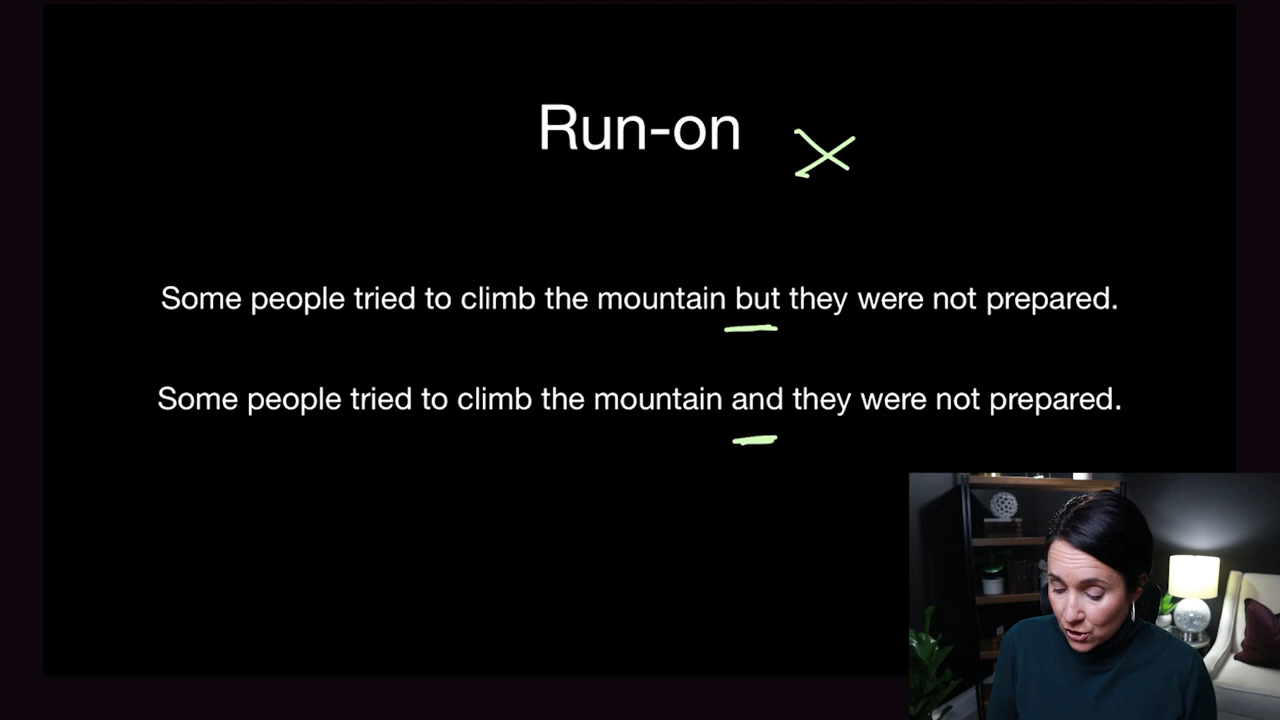 Run-on
Some people tried to climb the mountain but they were not prepared.
Some people tried to climb the mountain and they were not prepared.